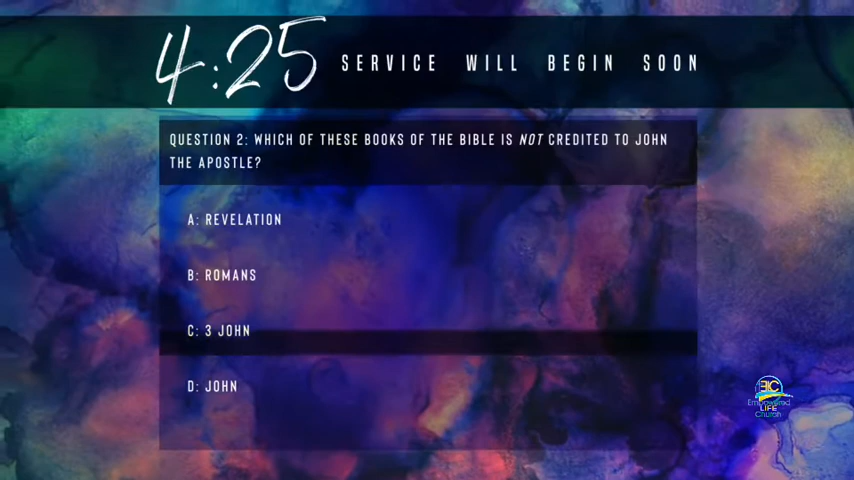 4:25 SERVICE WILL BEGIN SOON
QUESTION 2: WHICH OF THESE BOOKS OF THE BIBLE IS NOT CREDITED TO JOHN
THE APOSTLE?
A: REVELATION
B: ROMANS
C: 3 JOHN
D: JOHN
ELC
Empowered
LIFE
Church